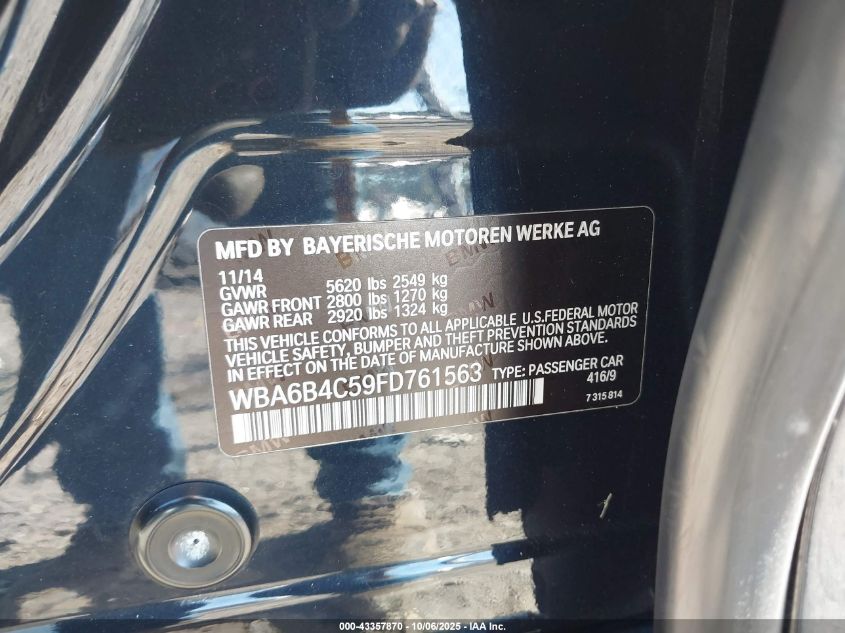 MFD BY BAYERISCHE MOTOREN WERKE AG
11/14
GVWR 5620 lbs 2549 kg
GAWR FRONT 2800 lbs 1270 kg
GAWR REAR 2920 lbs 1324 kg
THIS VEHICLE CONFORMS TO ALL APPLICABLE U.S.FEDERAL MOTOR
VEHICLE SAFETY, BUMPER AND THEFT PREVENTION STANDARDS
IN EFFECT ON THE DATE OF MANUFACTURE SHOWN ABOVE.
WBA6B4C59FD761563 TYPE: PASSENGER CAR
416/9
7 315 814
000-43357870 - 10/06/2025 - IAA Inc.